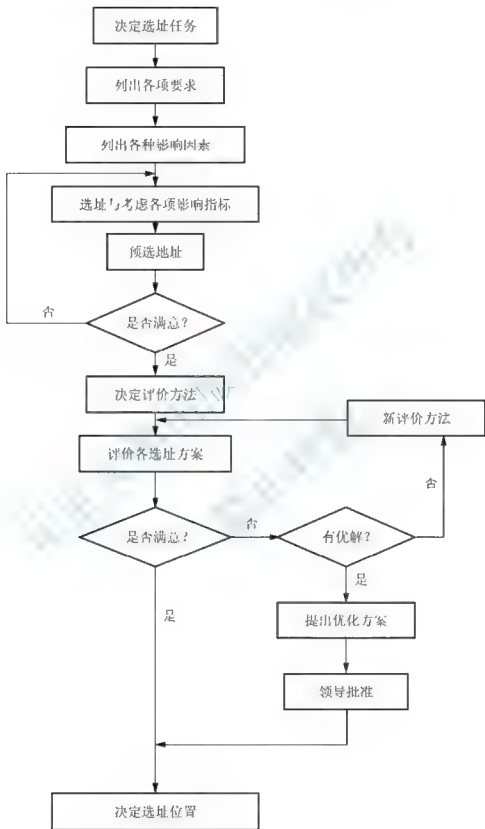 决定选址任务
列出各项要求
列出各种影响因素
选址与考虑各项影响指标
预选地址
否
是否满意？
是
决定评价方法
新评价方法
评价各选址方案
否
是否满意？
否
有优解？
是
是
提出优化方案
领导批准
决定选址位置